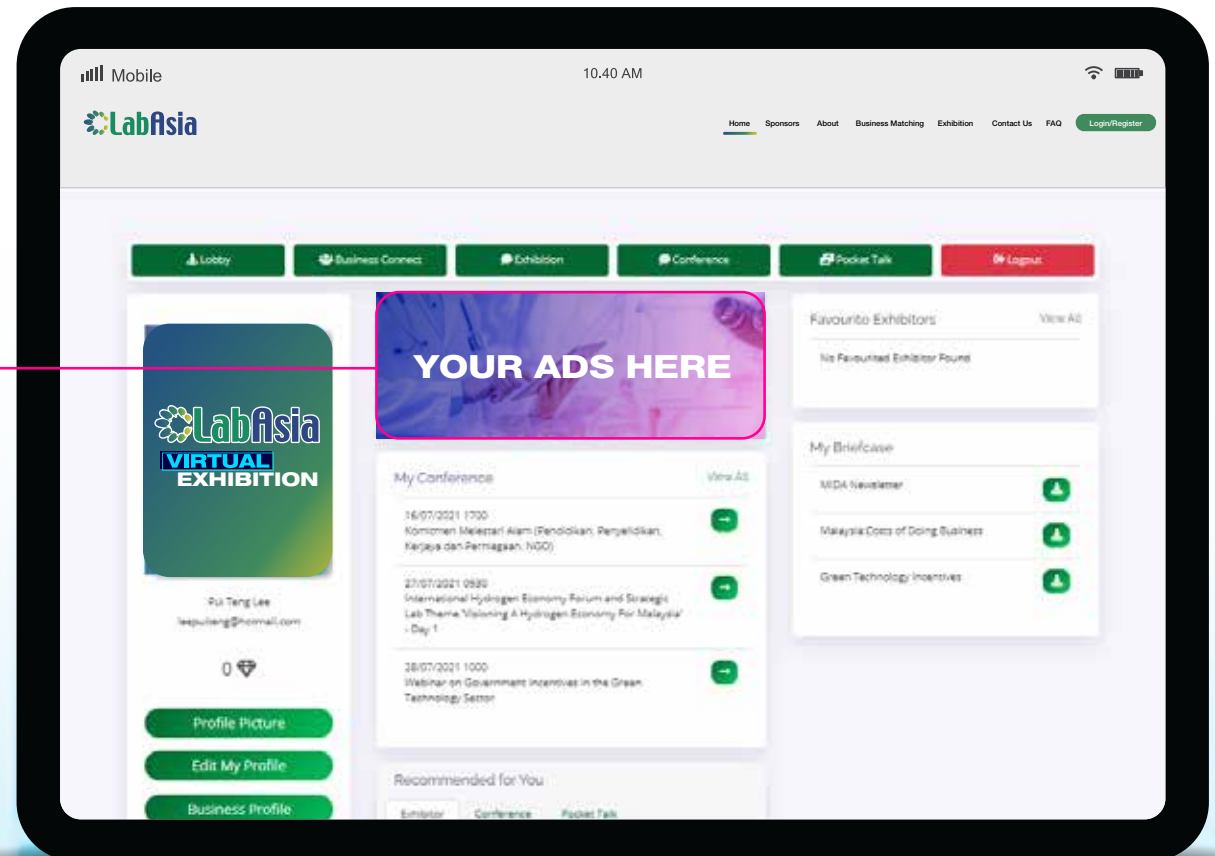 Mobile
10.40 AM
LabAsia
Home Sponsors About Business Matching Exhibition Contact Us FAQ Login/Register
Lobby Business Connect Exhibition Conference Pocket Talk Logout
LabAsia
VIRTUAL
EXHIBITION
Pui Teng Lee
0
Profile Picture
Edit My Profile
Business Profile
YOUR ADS HERE
My Conference View All
16/07/2021 1700
Komitmen Melestari Alam (Pendidikan, Penyelidikan,
Kerjaya dan Perniagaan, NGO)
27/07/2021 0930
International Hydrogen Economy Forum and Strategic
Lab Theme 'Visioning A Hydrogen Economy For Malaysia'
- Day 1
28/07/2021 1000
Webinar on Government Incentives in the Green
Technology Sector
Recommended for You
Exhibitor Conference Pocket Talk
Favourite Exhibitors View All
No Favourited Exhibitor Found
My Briefcase
MIDA Newsletter
Malaysia Costs of Doing Business
Green Technology Incentives